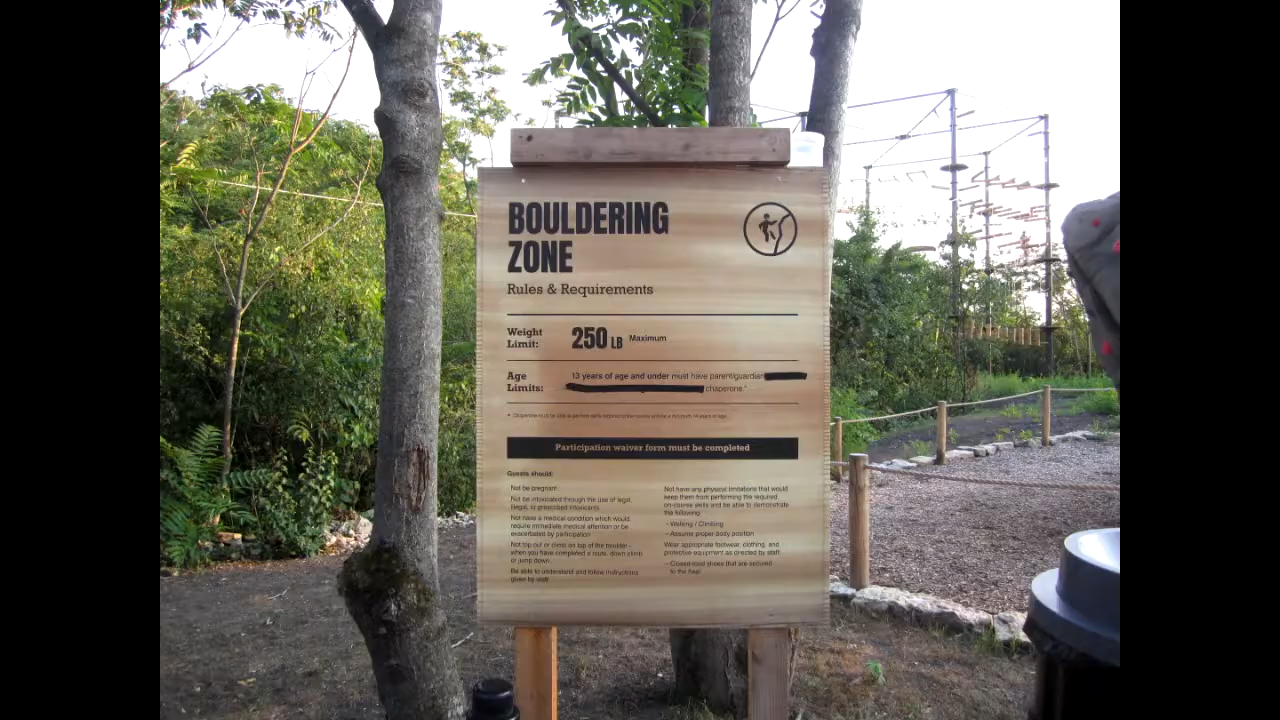 BOULDERING
ZONE
Rules & Requirements
Weight
Limit:
250 LB Maximum
Age
Limits:
13 years of age and under must have parent/guardian
chaperone.*
Participation waiver form must be completed
Guests should:
Not be pregnant
Not be intoxicated through the use of legal,
illegal, or prescribed intoxicants
Not have a medical condition which would
require immediate medical attention or be
exacerbated by participation
Not top out or climb on top of the boulder -
when you have completed a route, down climb
or jump down
Be able to understand and follow instructions
given by staff
Not have any physical limitations that would
keep them from performing the required
on-course skills and be able to demonstrate
the following:
– Walking / Climbing
– Assume proper body position
Wear appropriate footwear, clothing, and
protective equipment as directed by staff
– Closed-toed shoes that are secured
to the heel